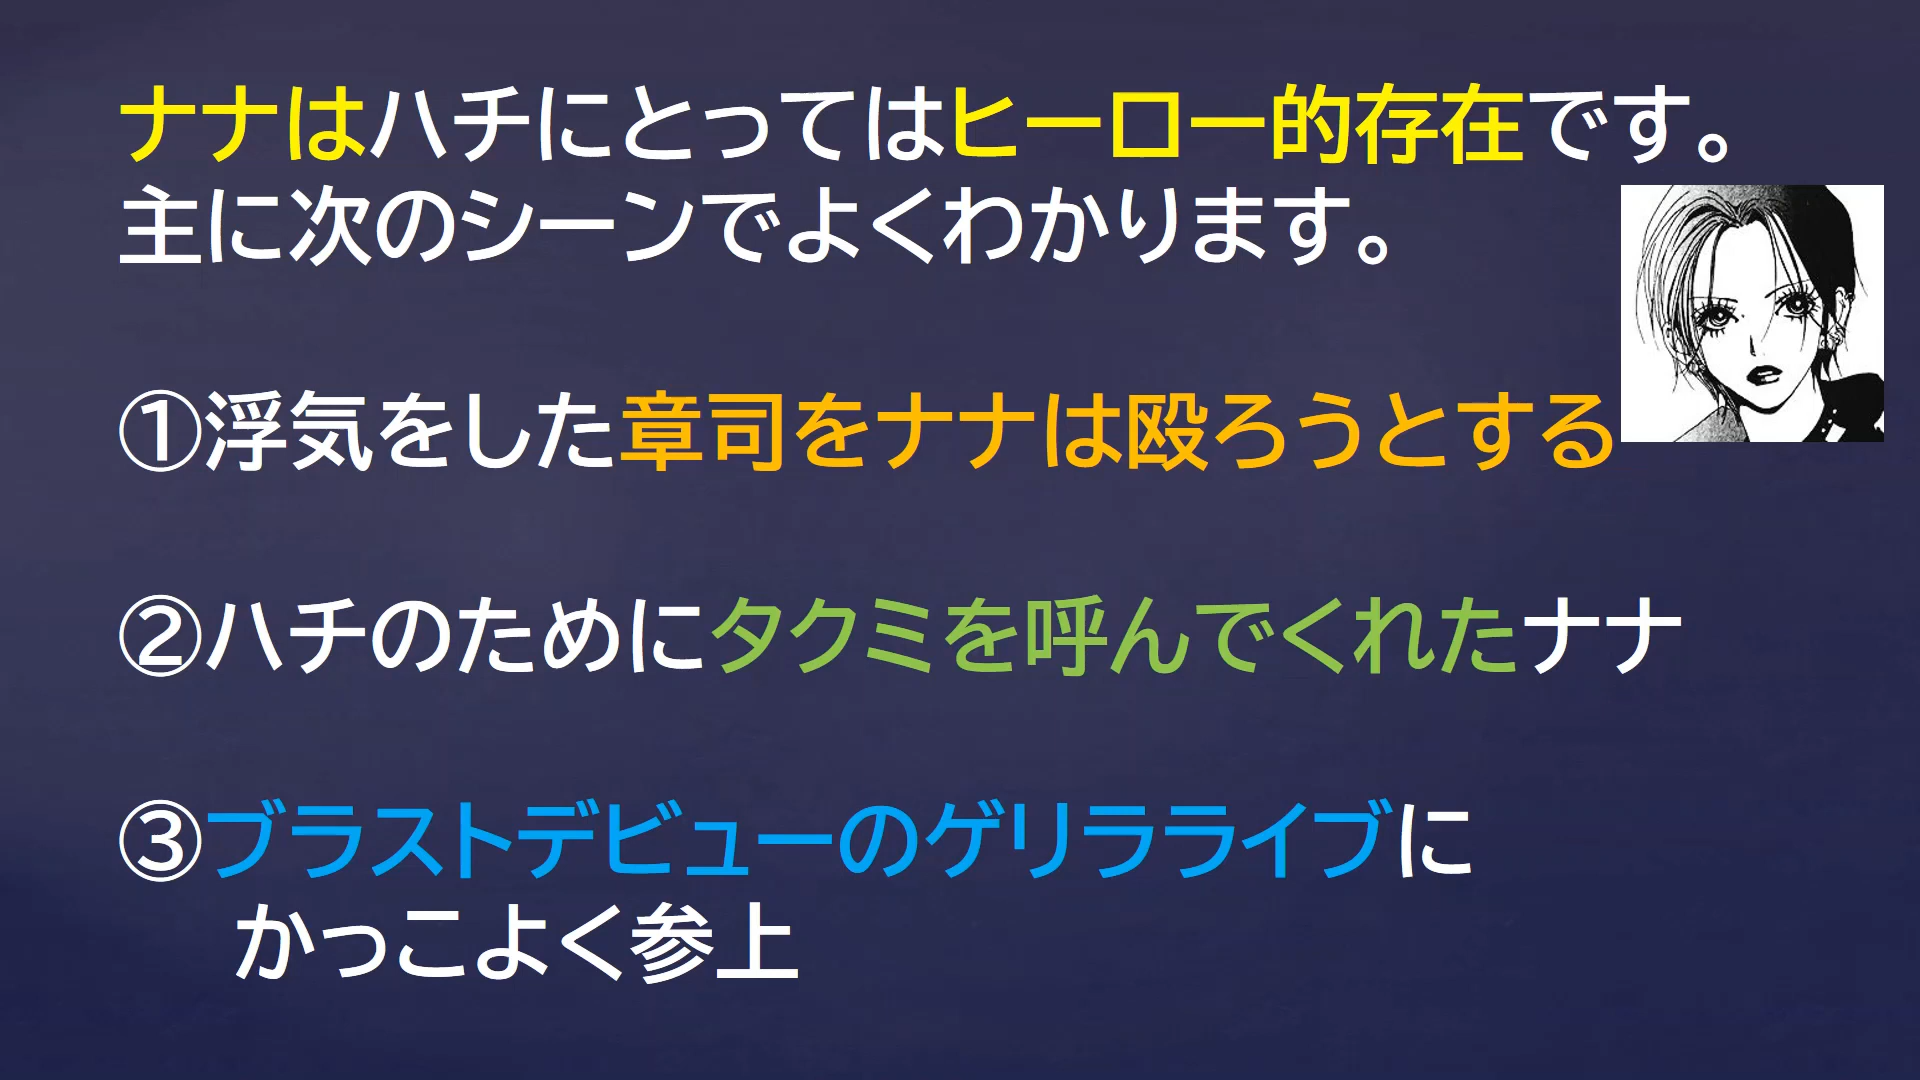 ナナはハチにとってはヒーロー的存在です。
主に次のシーンでよくわかります。
①浮気をした章司をナナは殴ろうとする
②ハチのためにタクミを呼んでくれたナナ
③ブラストデビューのゲリラライブに
かっこよく参上